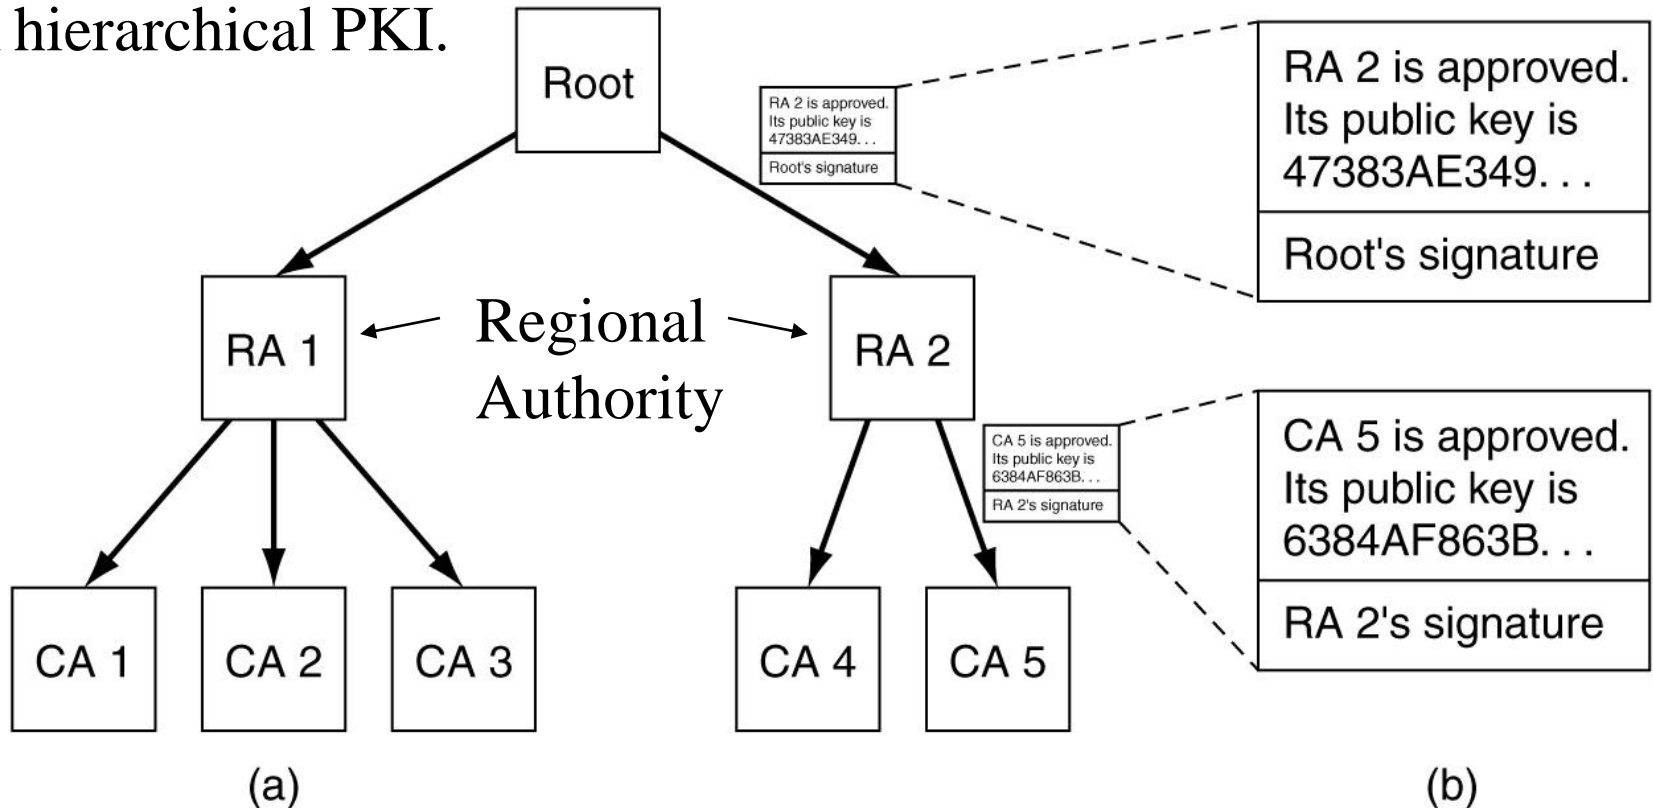 hierarchical PKI.
Root
RA 2 is approved.
Its public key is
47383AE349. . .
Root's signature
RA 2 is approved.
Its public key is
47383AE349. . .
Root's signature
RA 1
Regional
Authority
RA 2
CA 5 is approved.
Its public key is
6384AF863B. . .
RA 2's signature
CA 5 is approved.
Its public key is
6384AF863B. . .
RA 2's signature
CA 1
CA 2
CA 3
CA 4
CA 5
(a)
(b)